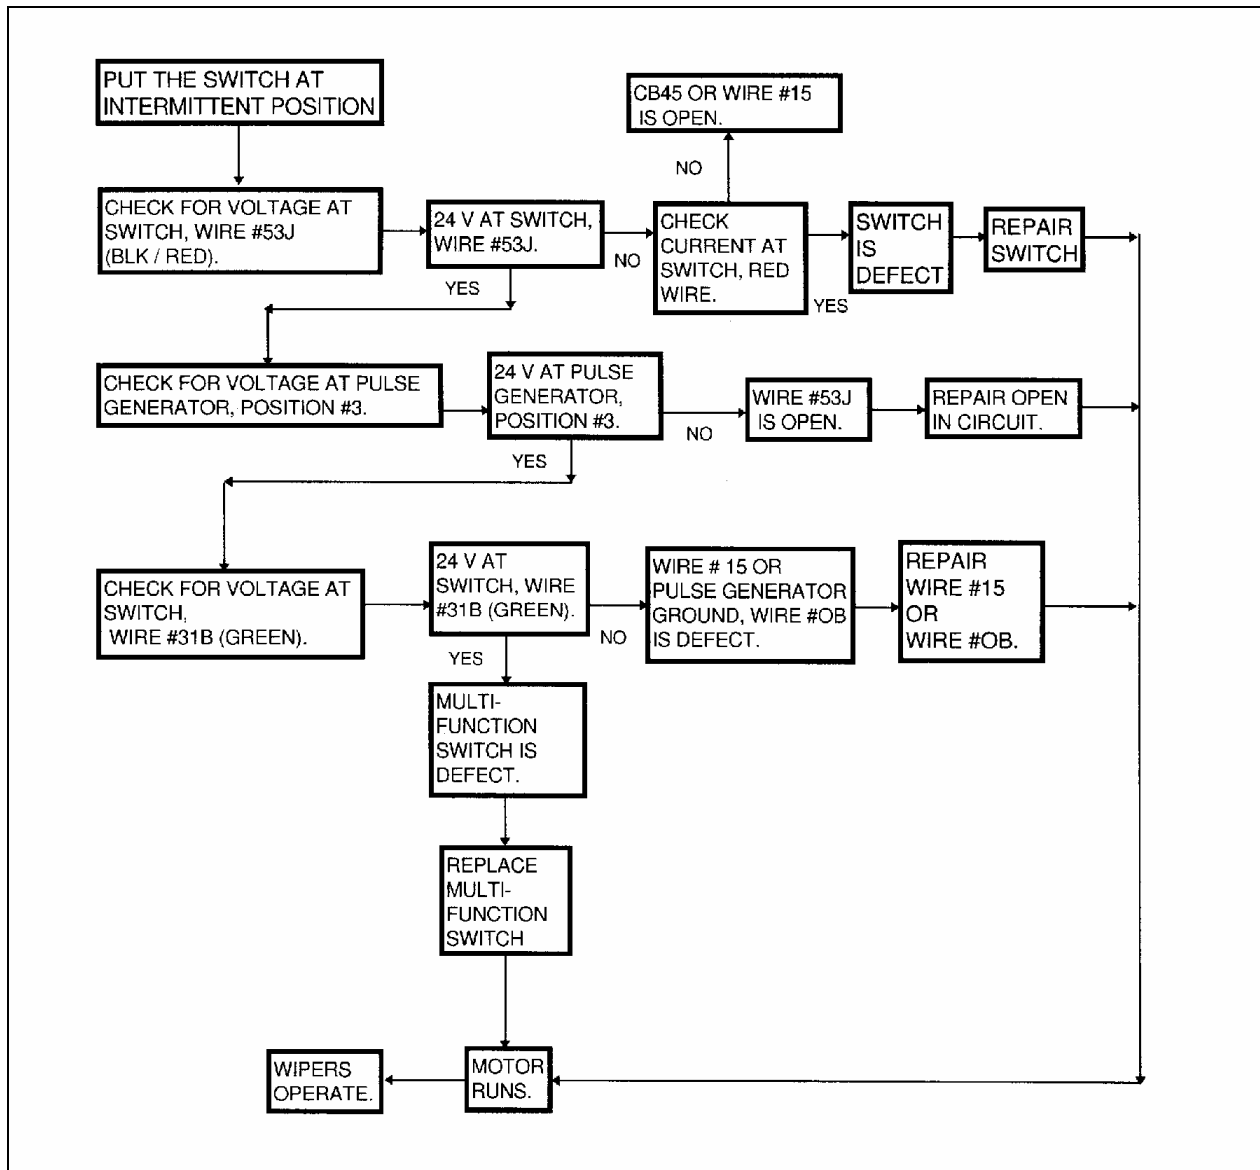 PUT THE SWITCH AT
INTERMITTENT POSITION
CB45 OR WIRE #15
IS OPEN.
NO
CHECK FOR VOLTAGE AT
SWITCH, WIRE #53J
(BLK / RED).
24 V AT SWITCH,
WIRE #53J.
NO
YES
CHECK
CURRENT AT
SWITCH, RED
WIRE.
YES
SWITCH
IS
DEFECT
REPAIR
SWITCH
CHECK FOR VOLTAGE AT PULSE
GENERATOR, POSITION #3.
24 V AT PULSE
GENERATOR,
POSITION #3.
NO
YES
WIRE #53J
IS OPEN.
REPAIR OPEN
IN CIRCUIT.
CHECK FOR VOLTAGE AT
SWITCH,
WIRE #31B (GREEN).
24 V AT
SWITCH, WIRE
#31B (GREEN).
NO
YES
WIRE # 15 OR
PULSE GENERATOR
GROUND, WIRE #OB
IS DEFECT.
REPAIR
WIRE #15
OR
WIRE #OB.
MULTI-
FUNCTION
SWITCH IS
DEFECT.
REPLACE
MULTI-
FUNCTION
SWITCH
WIPERS
OPERATE.
MOTOR
RUNS.